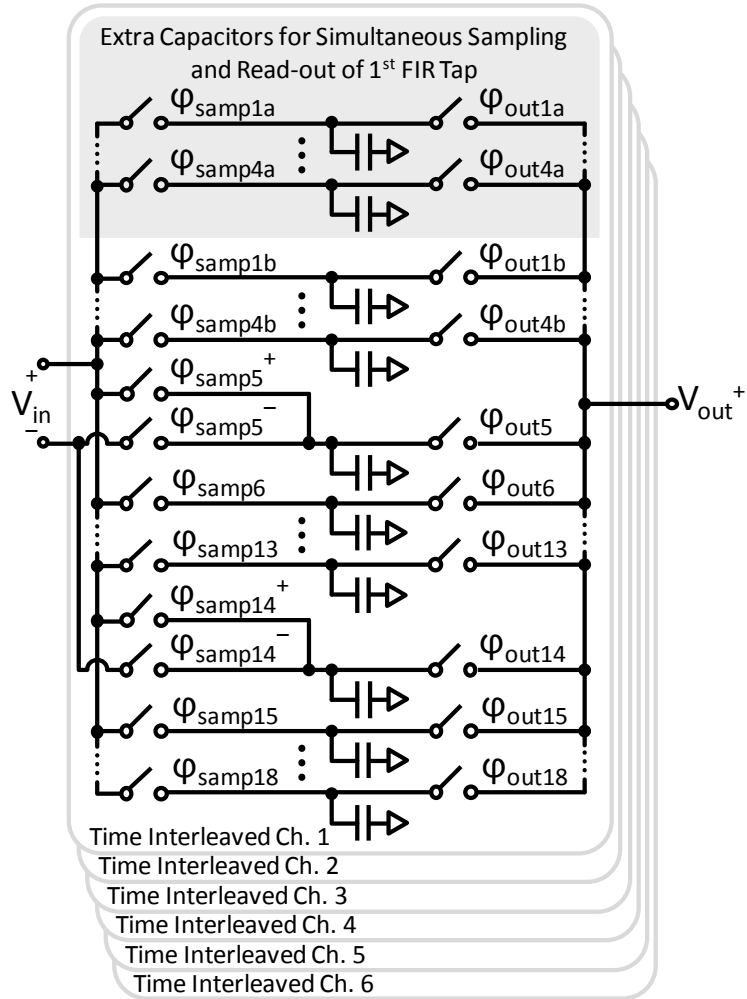 Extra Capacitors for Simultaneous Sampling
and Read-out of 1st FIR Tap
φsamp1a φout1a
φsamp4a φout4a
φsamp1b φout1b
φsamp4b φout4b
φsamp5+
φsamp5- φout5
φsamp6 φout6
φsamp13 φout13
φsamp14+
φsamp14- φout14
φsamp15 φout15
φsamp18 φout18
+
Vin
-
Vout+
Time Interleaved Ch. 1
Time Interleaved Ch. 2
Time Interleaved Ch. 3
Time Interleaved Ch. 4
Time Interleaved Ch. 5
Time Interleaved Ch. 6